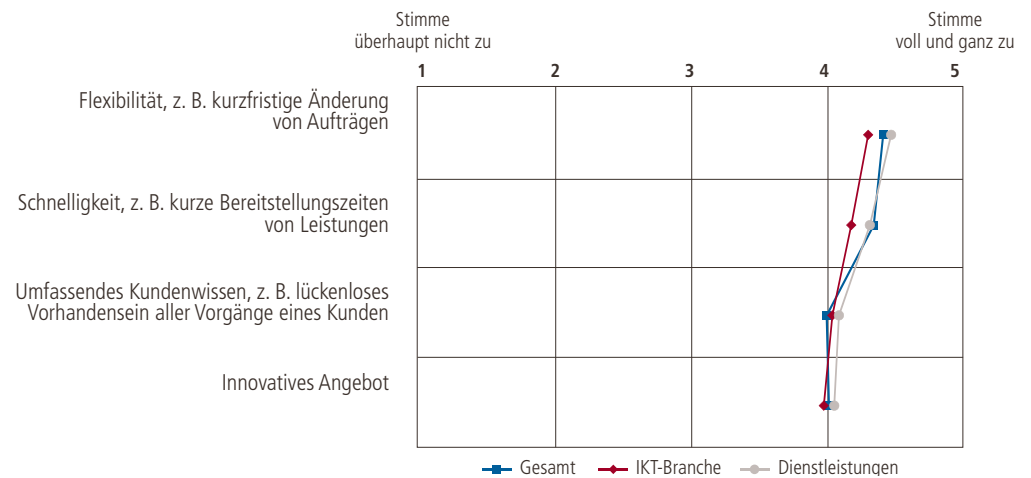 Stimme
überhaupt nicht zu
Stimme
voll und ganz zu
1 2 3 4 5
Flexibilität, z. B. kurzfristige Änderung
von Aufträgen
Schnelligkeit, z. B. kurze Bereitstellungszeiten
von Leistungen
Umfassendes Kundenwissen, z. B. lückenloses
Vorhandensein aller Vorgänge eines Kunden
Innovatives Angebot
Gesamt IKT-Branche Dienstleistungen